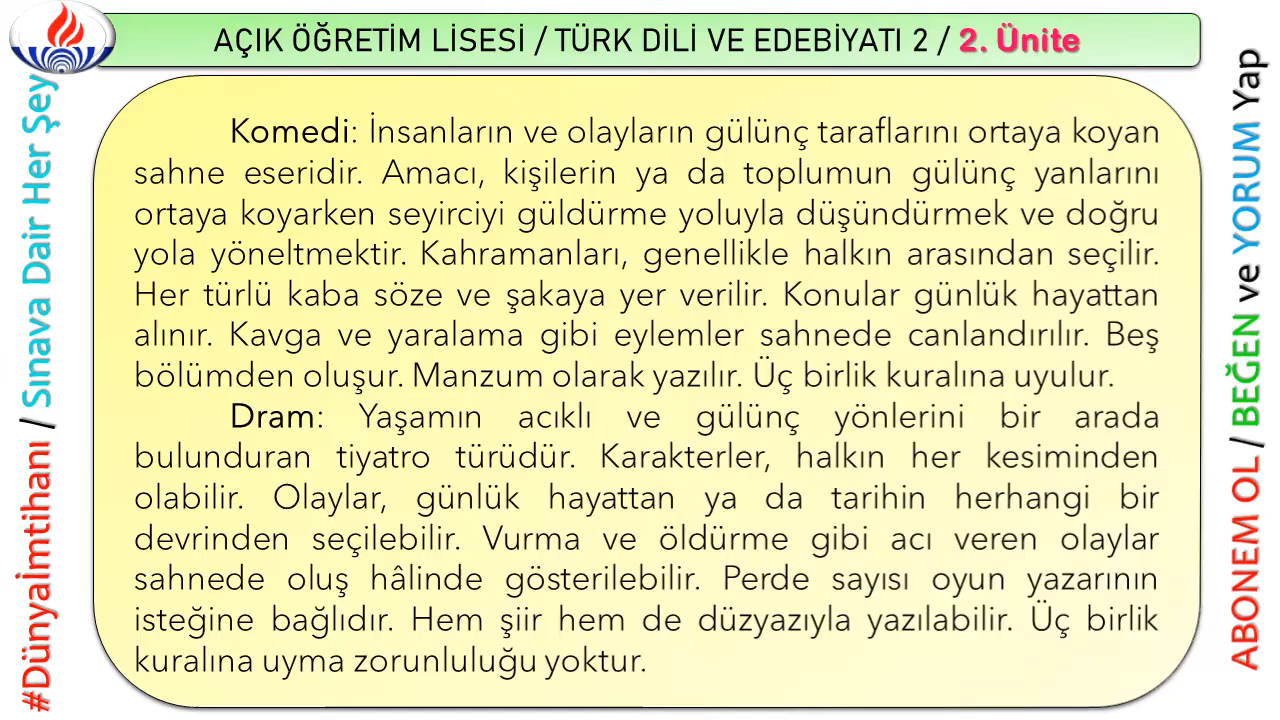 AÇIK ÖĞRETİM LİSESİ / TÜRK DİLİ VE EDEBİYATI 2 / 2. Ünite
#Dünyaİmtihanı / Sınava Dair Her Şey
Komedi: İnsanların ve olayların gülünç taraflarını ortaya koyan
sahne eseridir. Amacı, kişilerin ya da toplumun gülünç yanlarını
ortaya koyarken seyirciyi güldürme yoluyla düşündürmek ve doğru
yola yöneltmektir. Kahramanları, genellikle halkın arasından seçilir.
Her türlü kaba söze ve şakaya yer verilir. Konular günlük hayattan
alınır. Kavga ve yaralama gibi eylemler sahnede canlandırılır. Beş
bölümden oluşur. Manzum olarak yazılır. Üç birlik kuralına uyulur.
Dram: Yaşamın acıklı ve gülünç yönlerini bir arada
bulunduran tiyatro türüdür. Karakterler, halkın her kesiminden
olabilir. Olaylar, günlük hayattan ya da tarihin herhangi bir
devrinden seçilebilir. Vurma ve öldürme gibi acı veren olaylar
sahnede oluş hâlinde gösterilebilir. Perde sayısı oyun yazarının
isteğine bağlıdır. Hem şiir hem de düzyazıyla yazılabilir. Üç birlik
kuralına uyma zorunluluğu yoktur.
ABONEM OL / BEĞEN ve YORUM Yap